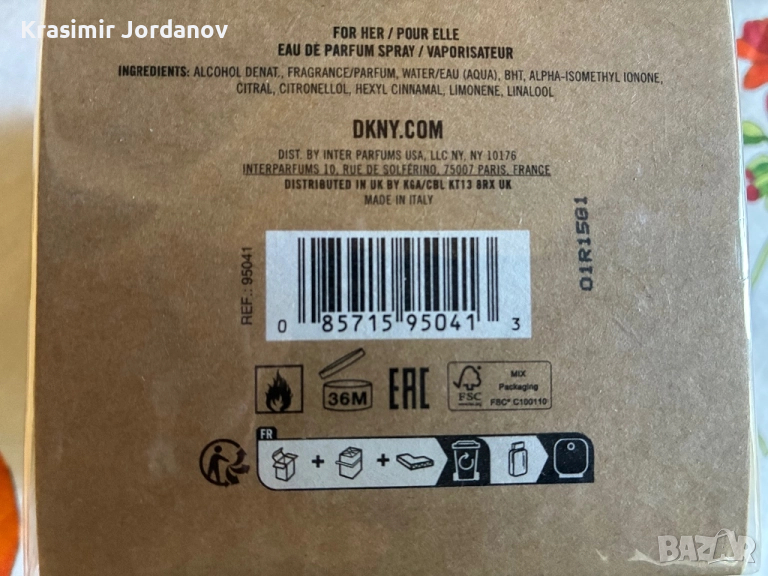 Krasimir Jordanov
FOR HER / POUR ELLE
EAU DE PARFUM SPRAY / VAPORISATEUR
INGREDIENTS: ALCOHOL DENAT., FRAGRANCE/PARFUM, WATER/EAU (AQUA), BHT, ALPHA-ISOMETHYL IONONE,
CITRAL, CITRONELLOL, HEXYL CINNAMAL, LIMONENE, LINALOOL
DKNY.COM
DIST. BY INTER PARFUMS USA, LLC NY, NY 10176
INTERPARFUMS 10, RUE DE SOLFÉRINO, 75007 PARIS, FRANCE
DISTRIBUTED IN UK BY KGA/CBL KT13 8RX UK
MADE IN ITALY
REF.: 95041
0 85715 95041 3
01R1501
36M
EAC
FSC
MIX
Packaging
FSC® C100110
FR
BAZAR